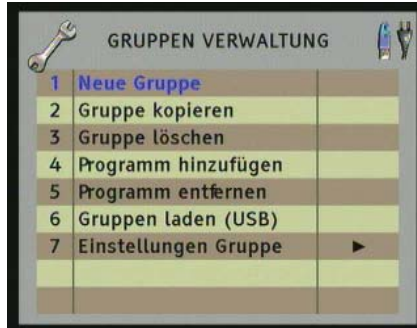 GRUPPEN VERWALTUNG
1 Neue Gruppe
2 Gruppe kopieren
3 Gruppe löschen
4 Programm hinzufügen
5 Programm entfernen
6 Gruppen laden (USB)
7 Einstellungen Gruppe ►